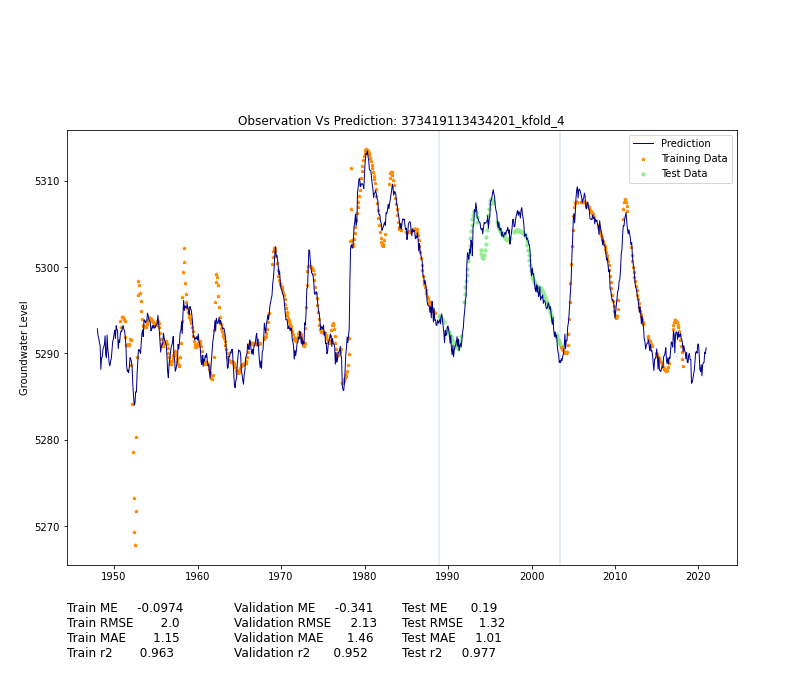 Observation Vs Prediction: 373419113434201_kfold_4
Prediction
Training Data
Test Data
Groundwater Level
5310
5300
5290
5280
5270
1950 1960 1970 1980 1990 2000 2010 2020
Train ME -0.0974 Validation ME -0.341 Test ME 0.19
Train RMSE 2.0 Validation RMSE 2.13 Test RMSE 1.32
Train MAE 1.15 Validation MAE 1.46 Test MAE 1.01
Train r2 0.963 Validation r2 0.952 Test r2 0.977